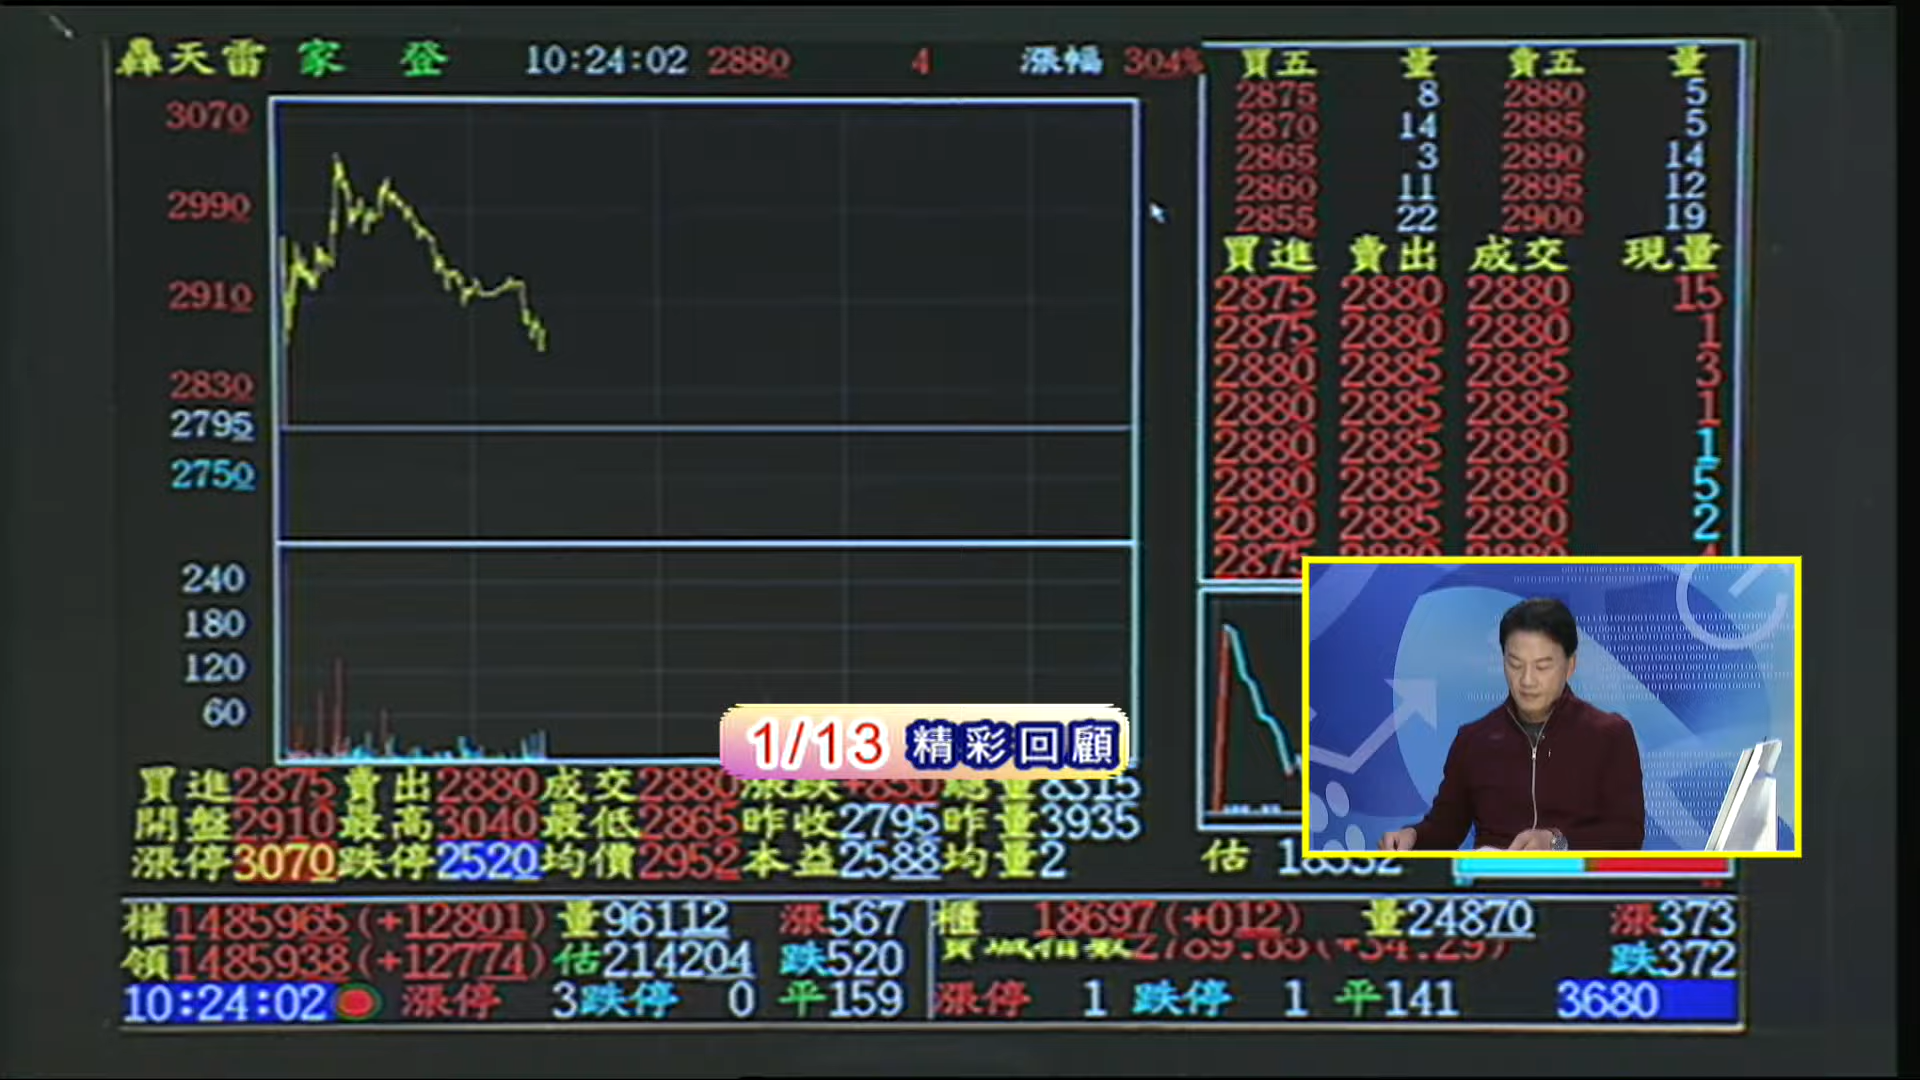 轟天雷 家 登 10:24:02 2880 4 漲幅 304%
3070
2990
2910
2830
2795
2750
240
180
120
60
買五 量 賣五 量
2875 8 2880 5
2870 14 2885 5
2865 3 2890 14
2860 11 2895 12
2855 22 2900 19
買進 賣出 成交 現量
2875 2880 2880 15
2875 2880 2880 1
2880 2885 2885 3
2880 2885 2885 1
2880 2885 2880 1
2880 2885 2880 5
2880 2885 2880 2
2875 2880 2880 4
1/13 精彩回顧
買進2875 賣出2880 成交2880 漲跌+850 總量8315
開盤2910 最高3040 最低2865 昨收2795 昨量3935
漲停3070 跌停2520 均價2952 本益2588 均量2
估
權1485965(+12801) 量96112 漲567
領1485938(+12774) 估214204 跌520
10:24:02 漲停 3 跌停 0 平159
櫃 18697(+012) 量24870 漲373
跌372
漲停 1 跌停 1 平141 3680